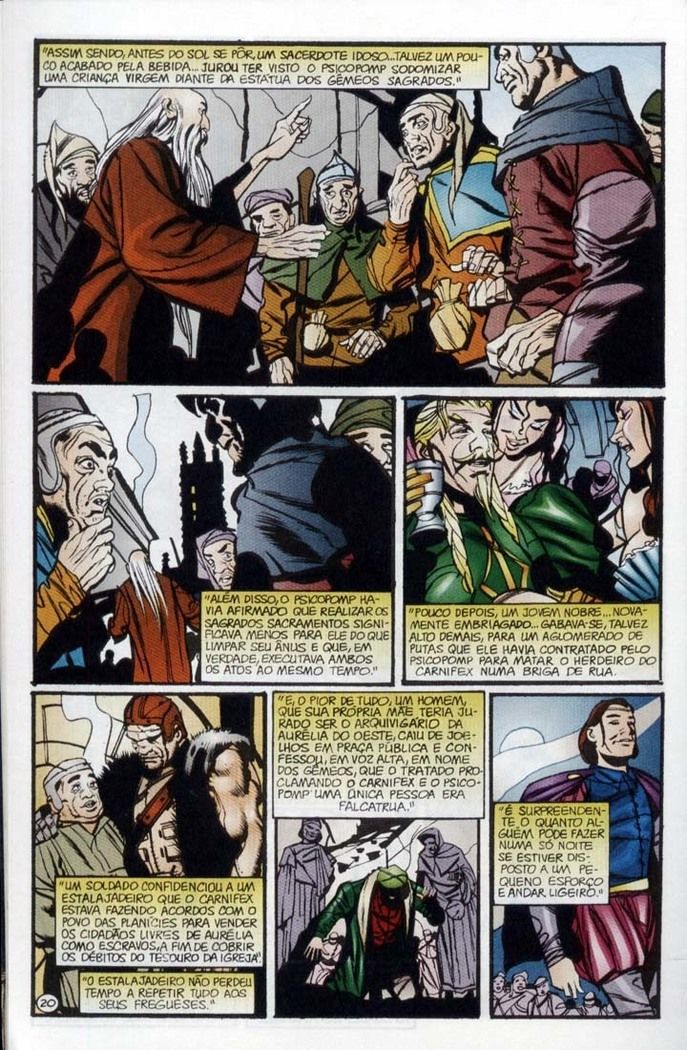 "ASSIM SENDO, ANTES DO SOL SE PÔR, UM SACERDOTE IDOSO...TALVEZ UM POU-
CO ACABADO PELA BEBIDA... JUROU TER VISTO O PSICOPOMP SODOMIZAR
UMA CRIANÇA VIRGEM DIANTE DA ESTÁTUA DOS GÊMEOS SAGRADOS."
"ALÉM DISSO, O PSICOPOMP HA-
VIA AFIRMADO QUE REALIZAR OS
SAGRADOS SACRAMENTOS SIGNI-
FICAVA MENOS PARA ELE DO QUE
LIMPAR SEU ÂNUS E QUE, EM
VERDADE, EXECUTAVA AMBOS
OS ATOS AO MESMO TEMPO."
"POUCO DEPOIS, UM JOVEM NOBRE...NOVA-
MENTE EMBRIAGADO... GABAVA-SE, TALVEZ
ALTO DEMAIS, PARA UM AGLOMERADO DE
PUTAS QUE ELE HAVIA CONTRATADO PELO
PSICOPOMP PARA MATAR O HERDEIRO DO
CARNIFEX NUMA BRIGA DE RUA.
"UM SOLDADO CONFIDENCIOU A UM
ESTALAJADEIRO QUE O CARNIFEX
ESTAVA FAZENDO ACORDOS COM O
POVO DAS PLANÍCIES PARA VENDER
OS CIDADÃOS LIVRES DE AURÉLIA
COMO ESCRAVOS, A FIM DE COBRIR
OS DÉBITOS DO TESOURO DA IGREJA"
"O ESTALAJADEIRO NÃO PERDEU
TEMPO A REPETIR TUDO AOS
SEUS FREGUESES."
20
"E, O PIOR DE TUDO, UM HOMEM,
QUE SUA PRÓPRIA MÃE TERIA JU-
RADO SER O ARQUIVIGÁRIO DA
AURÉLIA DO OESTE, CAIU DE JOE-
LHOS EM PRAÇA PÚBLICA E CON-
FESSOU, EM VOZ ALTA, EM NOME
DOS GÊMEOS, QUE O TRATADO PRO-
CLAMANDO O CARNIFEX E O PSICO-
POMP UMA ÚNICA PESSOA ERA
FALCATRUA."
"É SURPREENDEN-
TE O QUANTO AL-
GUÉM PODE FAZER
NUMA SÓ NOITE
SE ESTIVER DIS-
POSTO A UM PE-
QUENO ESFORÇO
E ANDAR LIGEIRO."